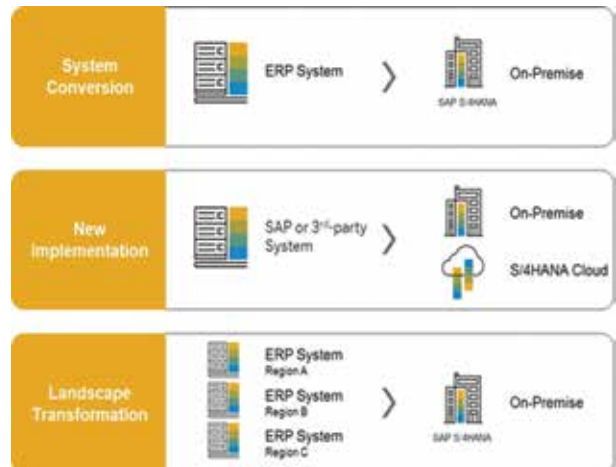 System
Conversion
ERP System
On-Premise
SAP S/4HANA
New
Implementation
SAP or 3rd-party
System
On-Premise
S/4HANA Cloud
Landscape
Transformation
ERP System
Region A
ERP System
Region B
ERP System
Region C
On-Premise
SAP S/4HANA